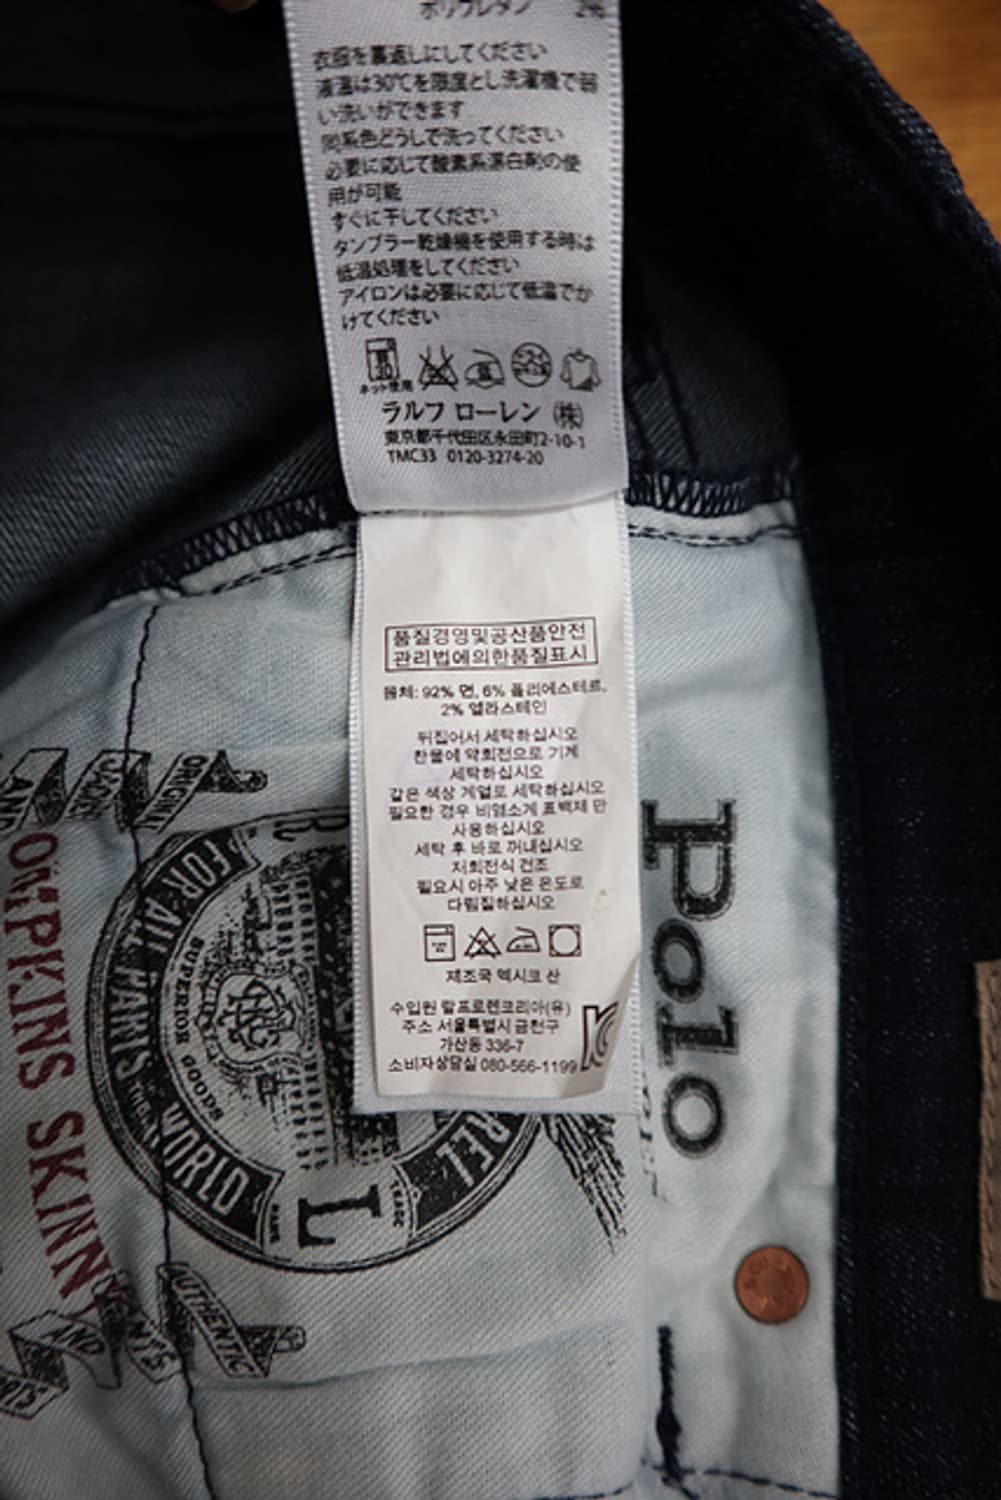 ポリウレタン 2%
衣服を裏返しにしてください
液温は30℃を限度とし洗濯機で弱
い洗いができます
同系色どうしで洗ってください
必要に応じて酸素系漂白剤の使
用が可能
すぐに干してください
タンブラー乾燥機を使用する時は
低温処理をしてください
アイロンは必要に応じて低温でか
けてください
ネット使用
ラルフ ローレン ㈱
東京都千代田区永田町2-10-1
TMC33 0120-3274-20
품질경영및공산품안전
관리법에의한품질표시
몸체: 92% 면, 6% 폴리에스테르,
2% 엘라스테인
뒤집어서 세탁하십시오
찬물에 약회전으로 기계
세탁하십시오
같은 색상 계열로 세탁하십시오
필요한 경우 비염소계 표백제 만
사용하십시오
세탁 후 바로 꺼내십시오
저회전식 건조
필요시 아주 낮은 온도로
다림질하십시오
제조국 멕시코 산
수입원 랄프로렌코리아(유)
주소 서울특별시 금천구
가산동 336-7
소비자상담실 080-566-1199
Polo
ORIGINAL
AND
FOR ALL PARTS
THE WORLD
SUPERIOR GOODS
R L
TRADE MARK
OMPKINS SKINNY
AUTHENTIC
AND